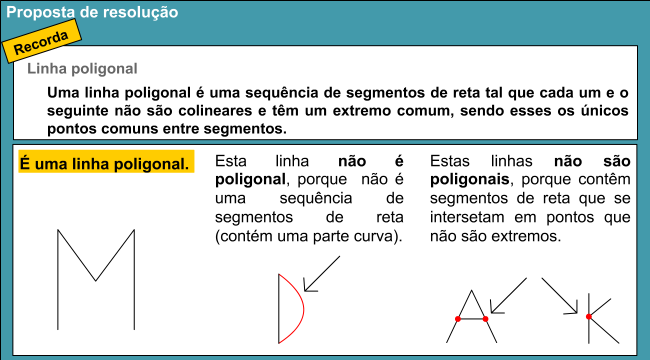 Proposta de resolução
Recorda
Linha poligonal
Uma linha poligonal é uma sequência de segmentos de reta tal que cada um e o
seguinte não são colineares e têm um extremo comum, sendo esses os únicos
pontos comuns entre segmentos.
É uma linha poligonal.
Esta linha não é
poligonal, porque não é
uma sequência de
segmentos de reta
(contém uma parte curva).
Estas linhas não são
poligonais, porque contêm
segmentos de reta que se
intersetam em pontos que
não são extremos.